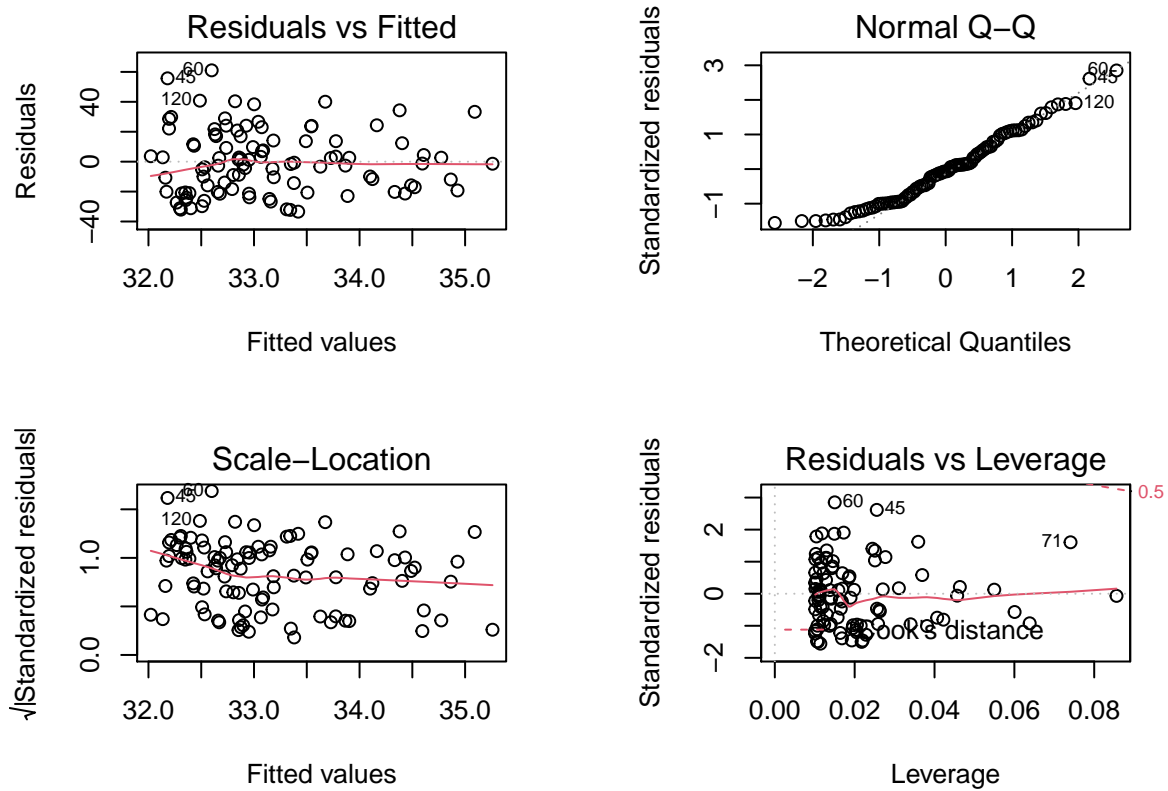 Residuals vs Fitted
Residuals
40
0
−40
60
45
120
32.0 33.0 34.0 35.0
Fitted values
Normal Q−Q
Standardized residuals
3
1
−1
60
45
120
−2 −1 0 1 2
Theoretical Quantiles
Scale−Location
√|Standardized residuals|
1.0
0.0
60
45
120
32.0 33.0 34.0 35.0
Fitted values
Residuals vs Leverage
Standardized residuals
2
0
−2
0.5
60
45
71
Cook's distance
0.00 0.02 0.04 0.06 0.08
Leverage